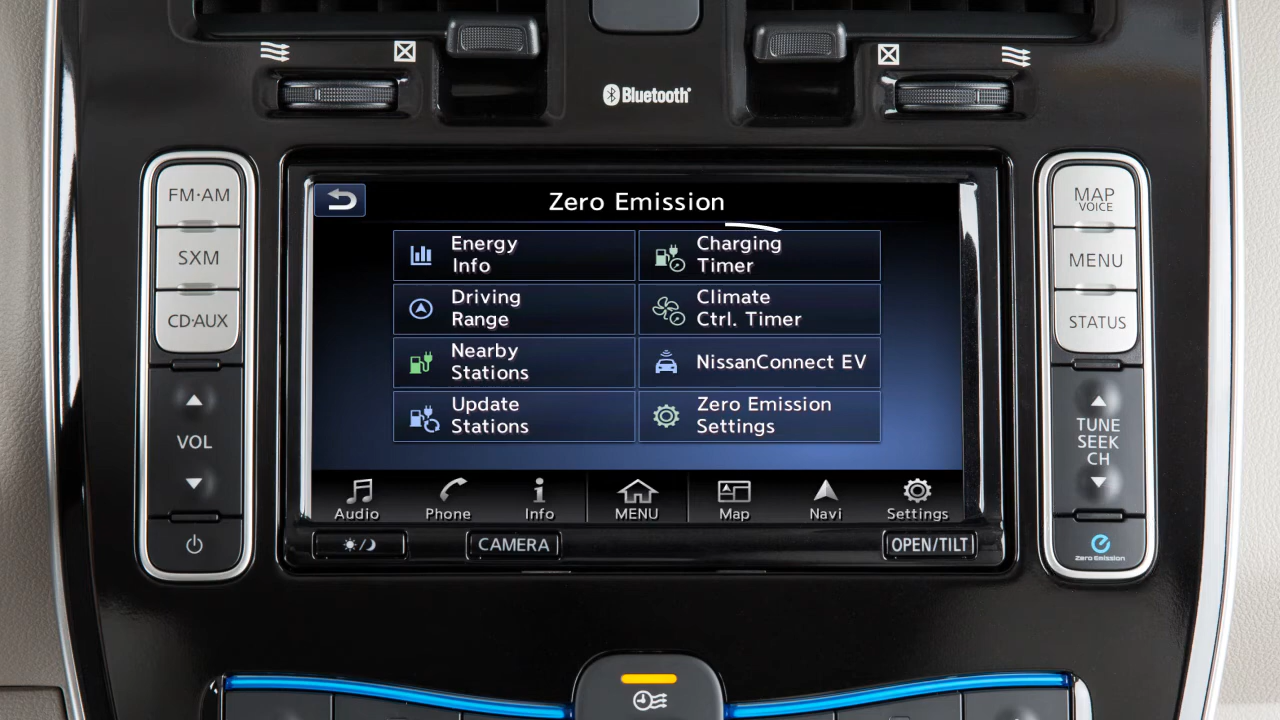 Bluetooth
FM·AM
SXM
CD·AUX
VOL
Zero Emission
Energy
Info
Charging
Timer
Driving
Range
Climate
Ctrl. Timer
Nearby
Stations
NissanConnect EV
Update
Stations
Zero Emission
Settings
Audio
Phone
Info
MENU
Map
Navi
Settings
CAMERA
OPEN/TILT
MAP
VOICE
MENU
STATUS
TUNE
SEEK
CH
Zero Emission